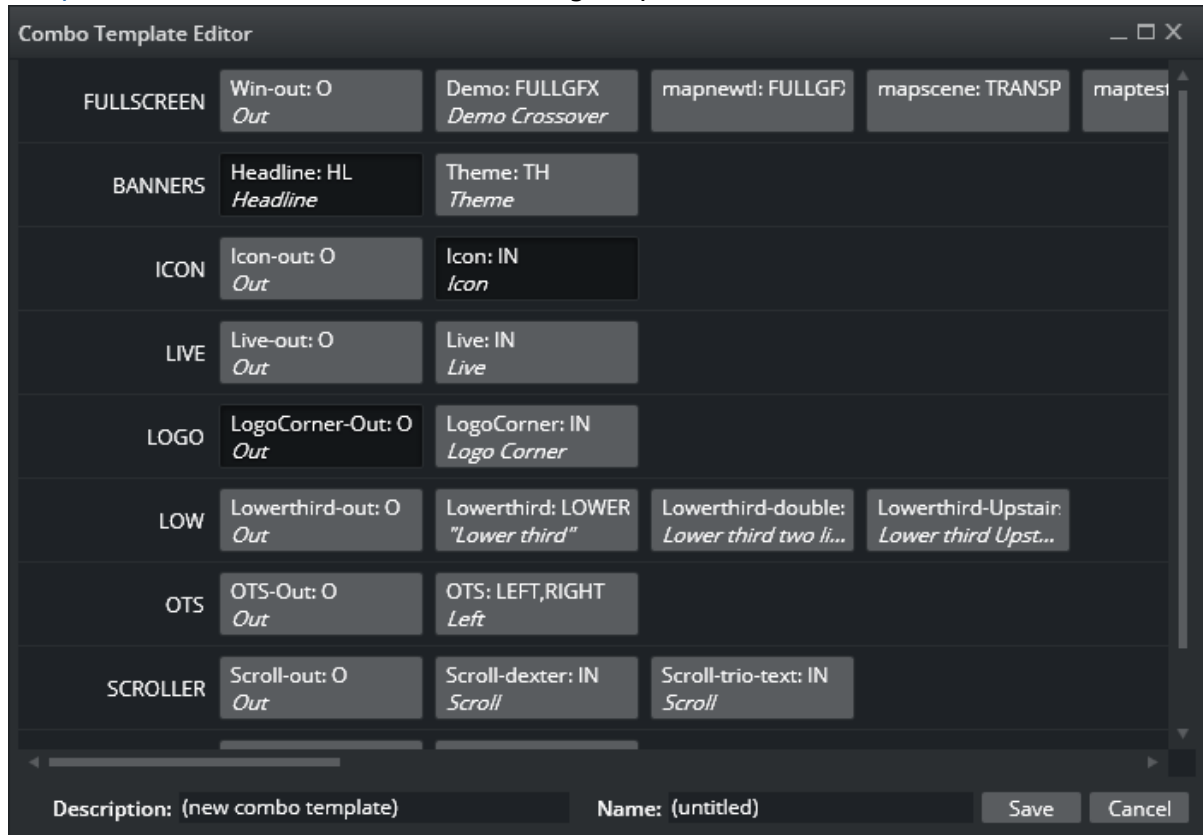 Combo Template Editor
FULLSCREEN
Win-out: O
Out
Demo: FULLGFX
Demo Crossover
mapnewtl: FULLGF
mapscene: TRANSP
maptest
BANNERS
Headline: HL
Headline
Theme: TH
Theme
ICON
Icon-out: O
Out
Icon: IN
Icon
LIVE
Live-out: O
Out
Live: IN
Live
LOGO
LogoCorner-Out: O
Out
LogoCorner: IN
Logo Corner
LOW
Lowerthird-out: O
Out
Lowerthird: LOWER
"Lower third"
Lowerthird-double:
Lower third two li...
Lowerthird-Upstair
Lower third Upst...
OTS
OTS-Out: O
Out
OTS: LEFT,RIGHT
Left
SCROLLER
Scroll-out: O
Out
Scroll-dexter: IN
Scroll
Scroll-trio-text: IN
Scroll
Description: (new combo template)
Name: (untitled)
Save
Cancel